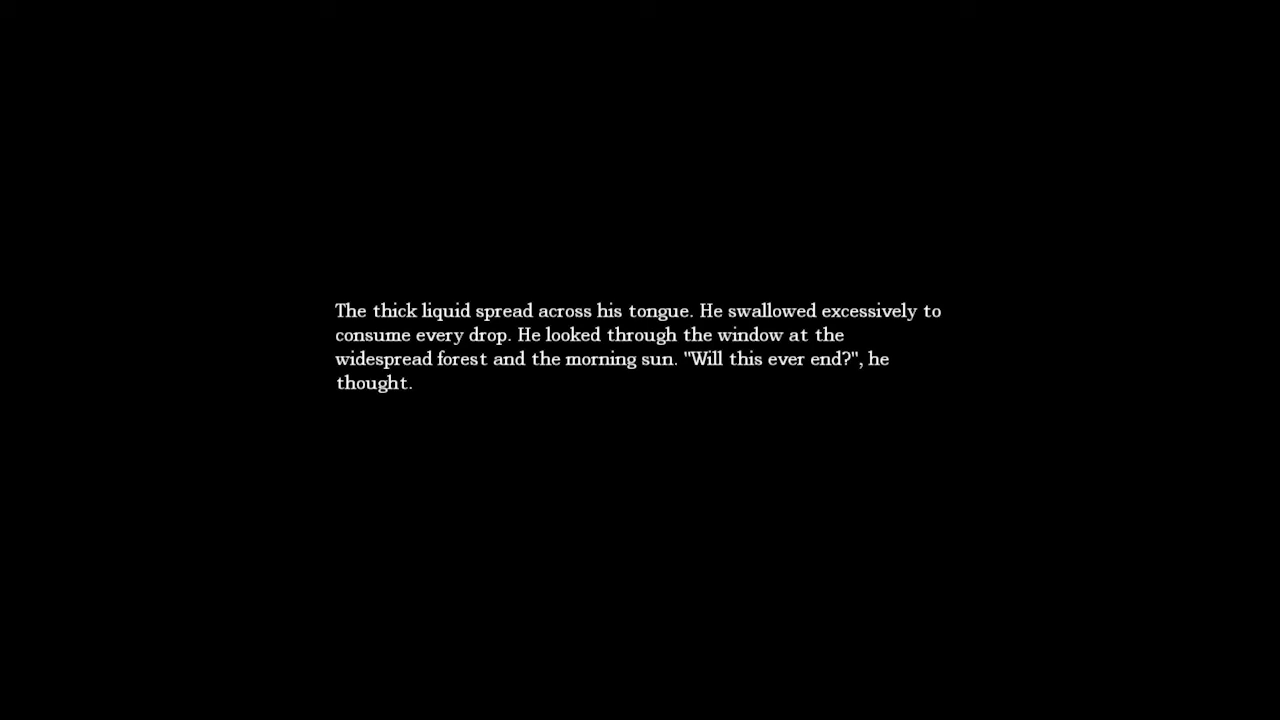 The thick liquid spread across his tongue. He swallowed excessively to
consume every drop. He looked through the window at the
widespread forest and the morning sun. "Will this ever end?", he
thought.